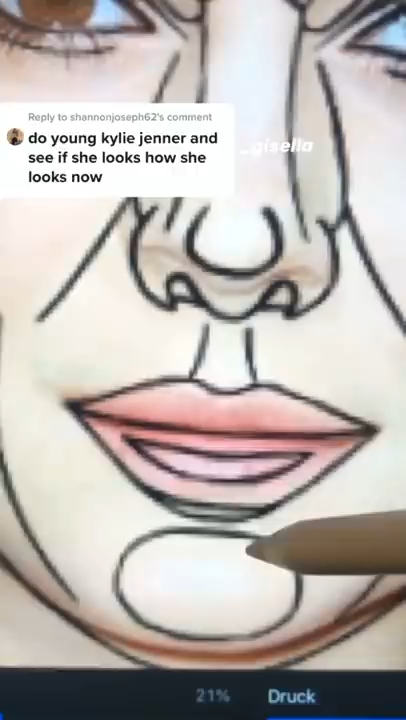 Reply to shannonjoseph62's comment
do young kylie jenner and
see if she looks how she
looks now
_gisella
21%
Druck